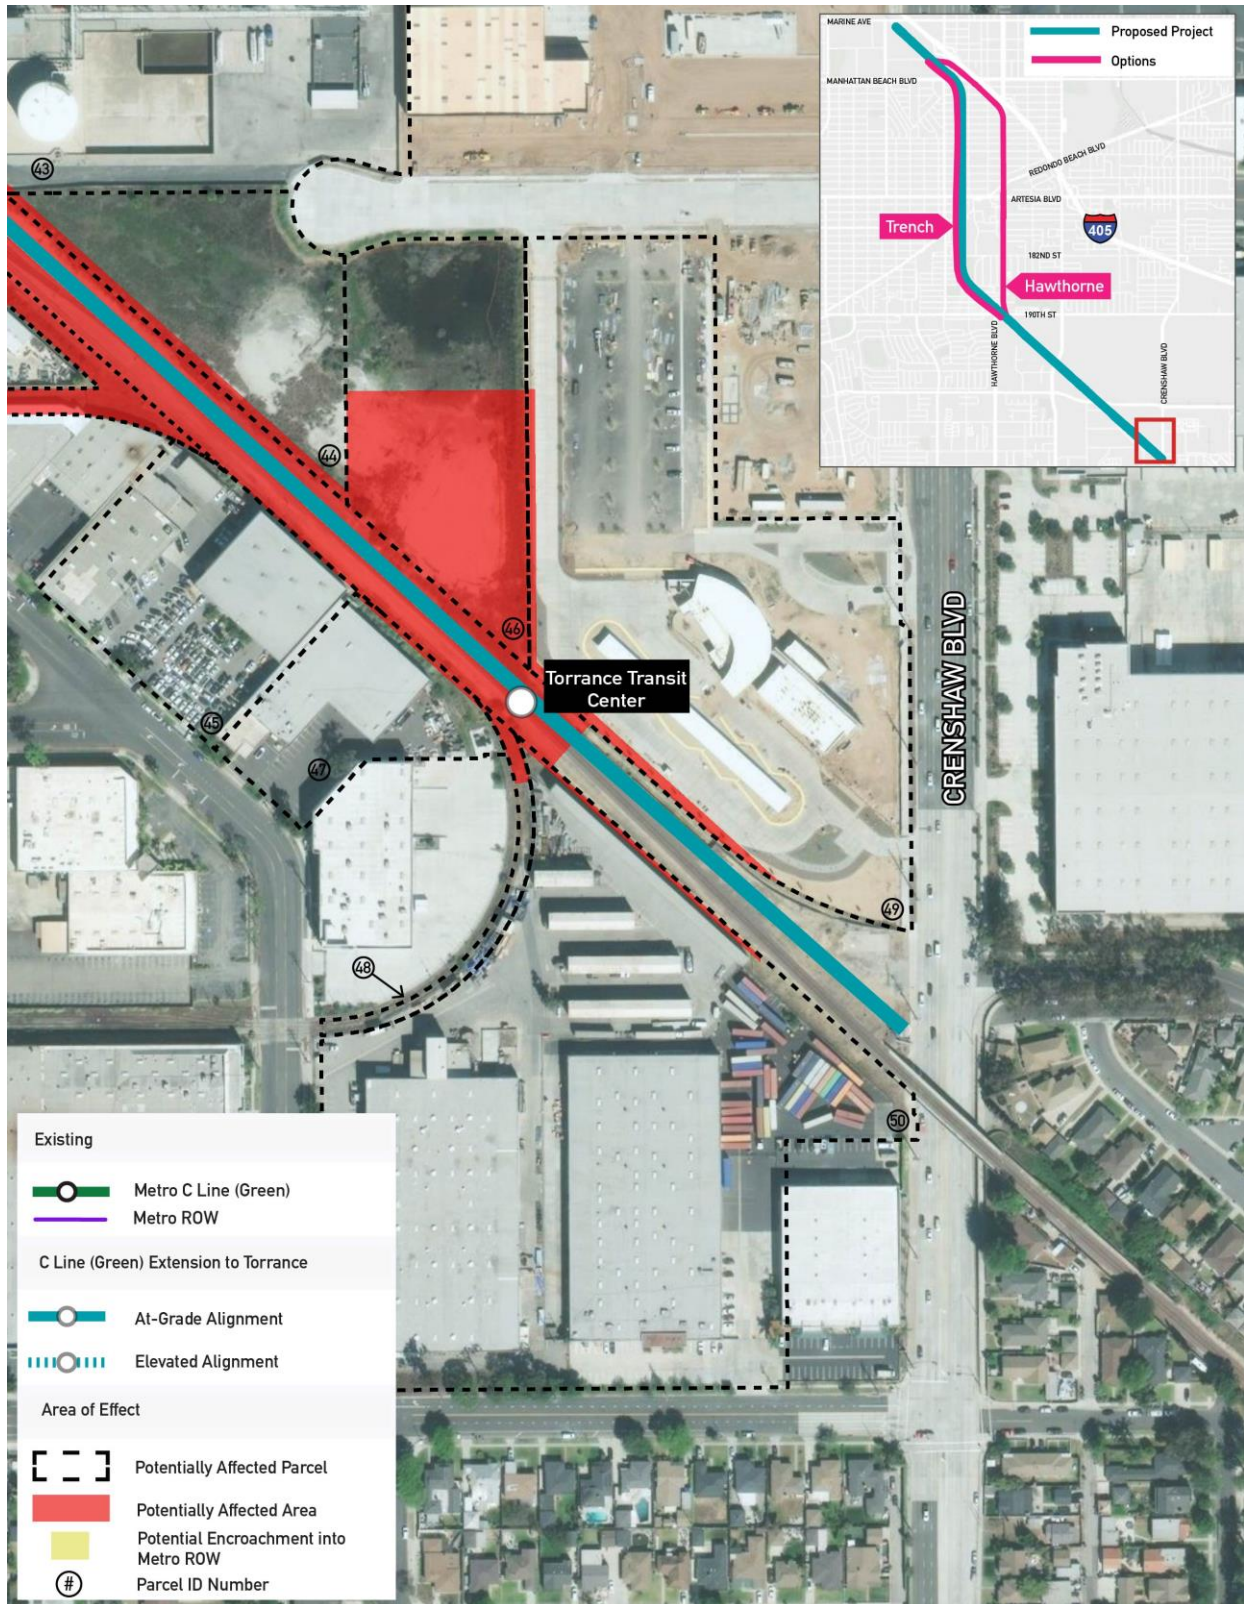 MARINE AVE
Proposed Project
Options
MANHATTAN BEACH BLVD
REDONDO BEACH BLVD
ARTESIA BLVD
Trench
405
182ND ST
Hawthorne
190TH ST
HAWTHORNE BLVD
CRENSHAW BLVD
43
44
46
Torrance Transit
Center
CRENSHAW BLVD
45
47
49
48
50
Existing
Metro C Line (Green)
Metro ROW
C Line (Green) Extension to Torrance
At-Grade Alignment
Elevated Alignment
Area of Effect
Potentially Affected Parcel
Potentially Affected Area
Potential Encroachment into
Metro ROW
# Parcel ID Number